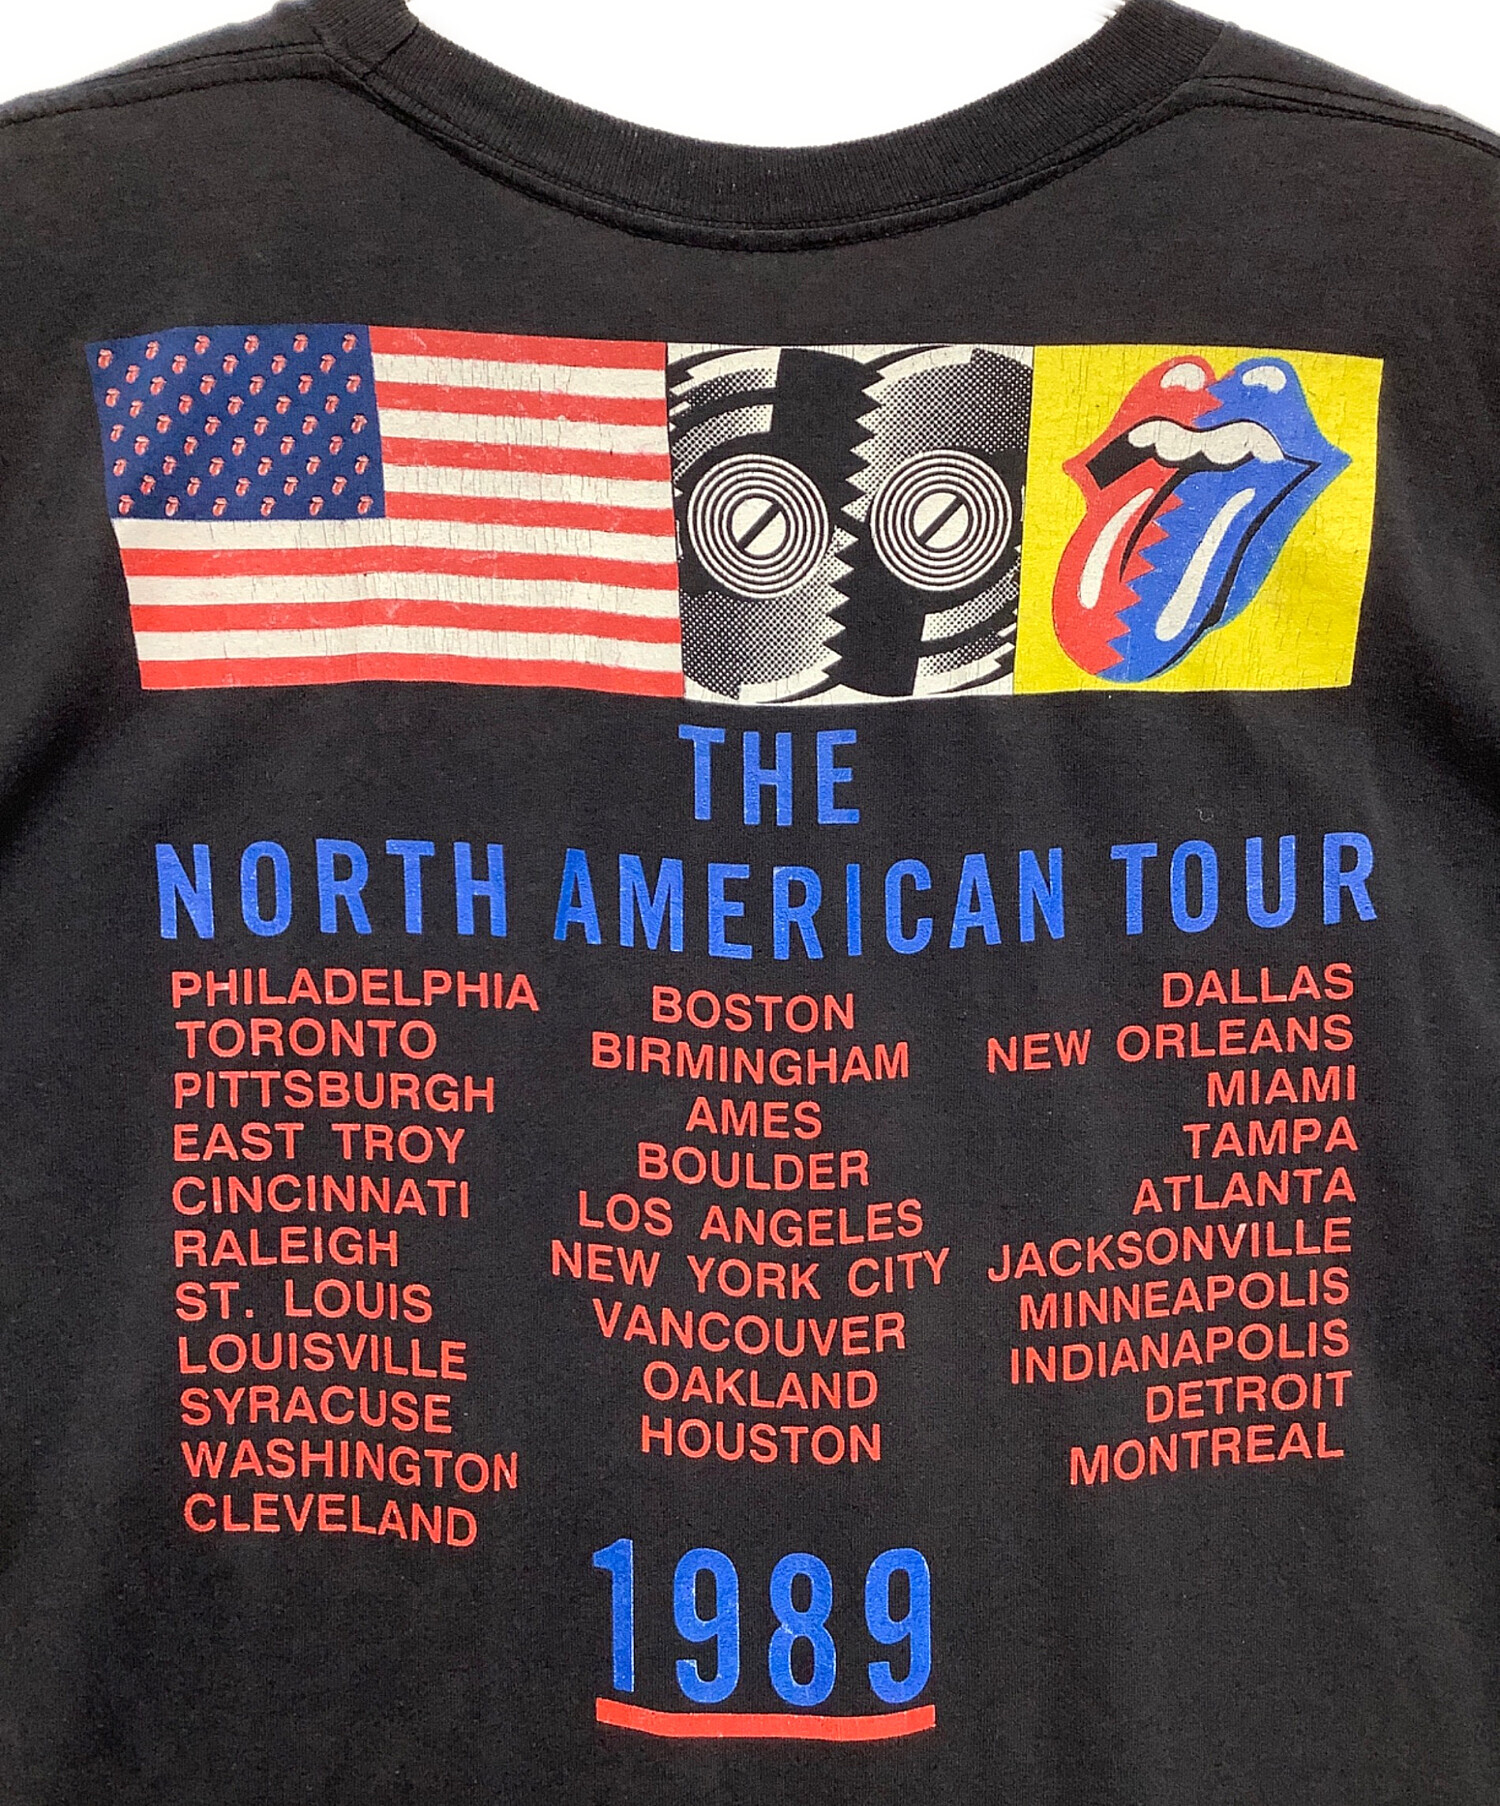 THE
NORTH AMERICAN TOUR
PHILADELPHIA
TORONTO
PITTSBURGH
EAST TROY
CINCINNATI
RALEIGH
ST. LOUIS
LOUISVILLE
SYRACUSE
WASHINGTON
CLEVELAND
BOSTON
BIRMINGHAM
AMES
BOULDER
LOS ANGELES
NEW YORK CITY
VANCOUVER
OAKLAND
HOUSTON
DALLAS
NEW ORLEANS
MIAMI
TAMPA
ATLANTA
JACKSONVILLE
MINNEAPOLIS
INDIANAPOLIS
DETROIT
MONTREAL
1989